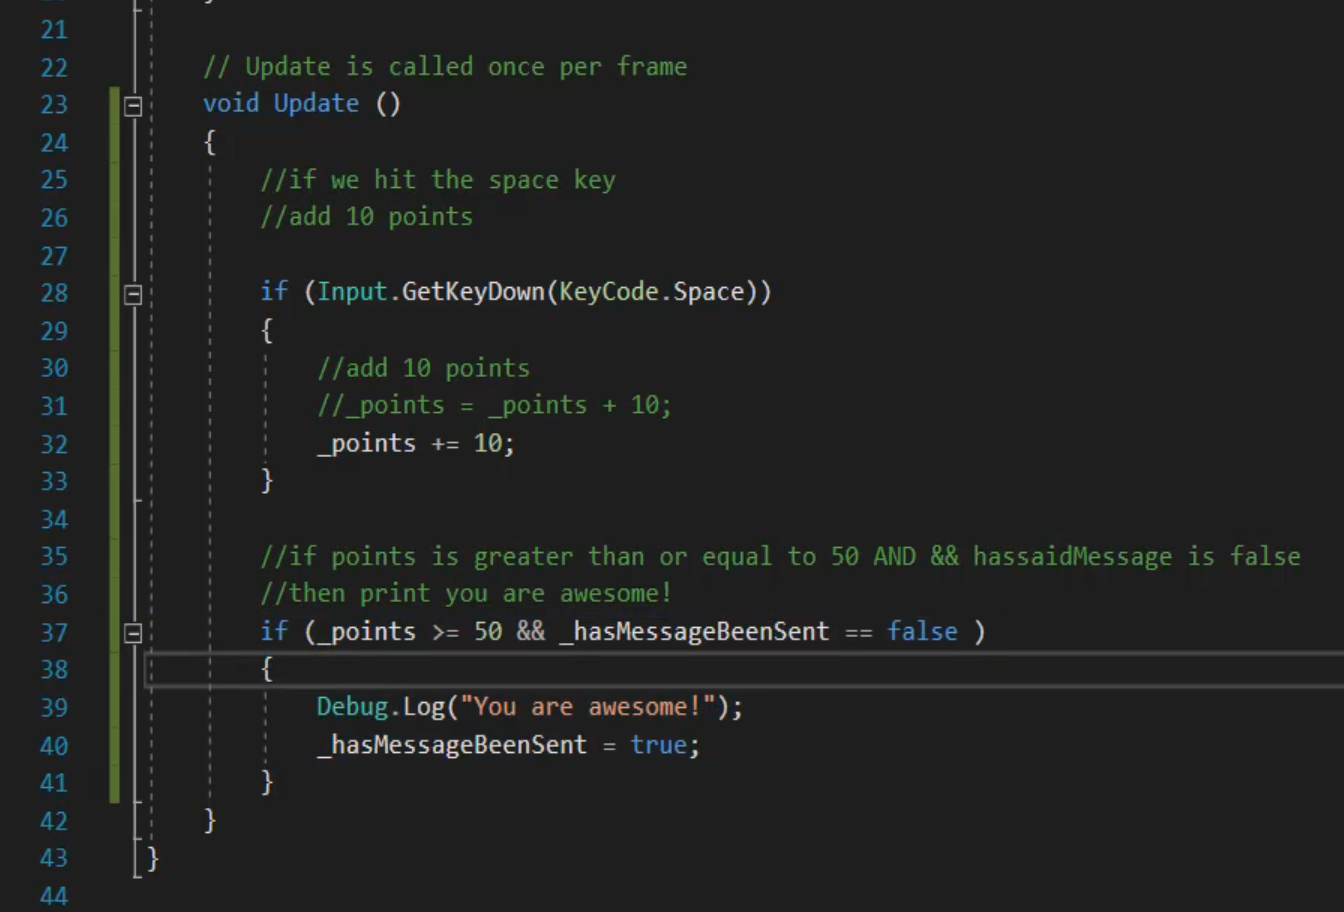 21
22 // Update is called once per frame
23 void Update ()
24 {
25 //if we hit the space key
26 //add 10 points
27
28 if (Input.GetKeyDown(KeyCode.Space))
29 {
30 //add 10 points
31 //_points = _points + 10;
32 _points += 10;
33 }
34
35 //if points is greater than or equal to 50 AND && hassaidMessage is false
36 //then print you are awesome!
37 if (_points >= 50 && _hasMessageBeenSent == false )
38 {
39 Debug.Log("You are awesome!");
40 _hasMessageBeenSent = true;
41 }
42 }
43 }
44